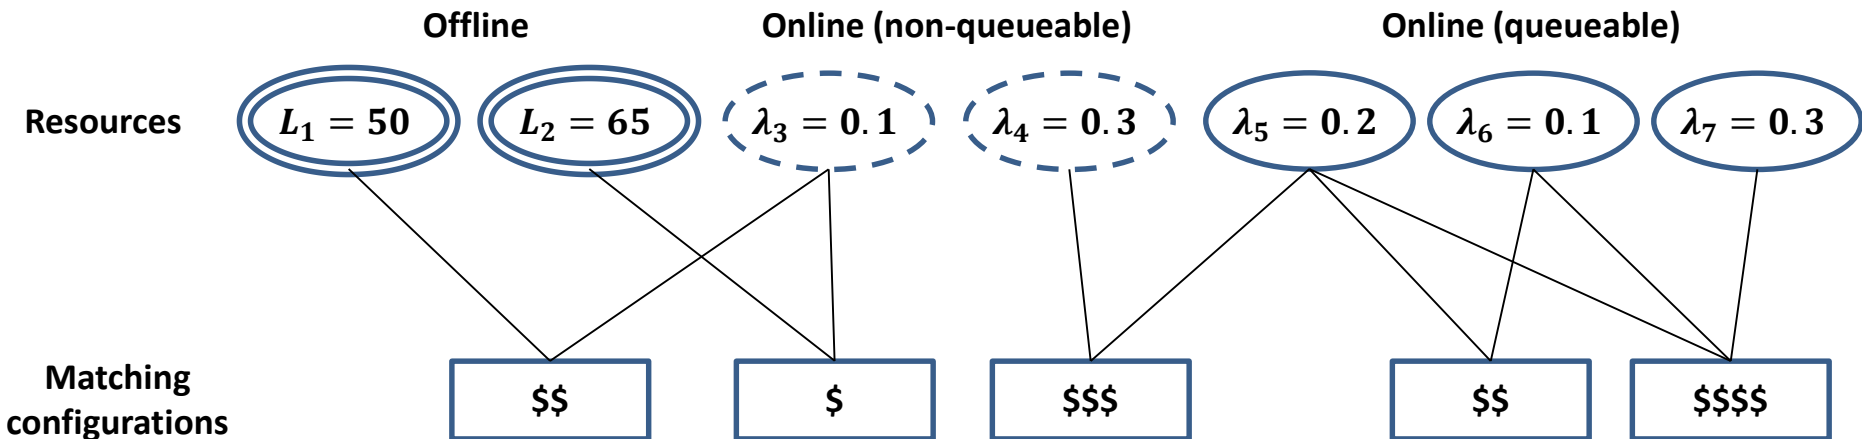 Offline Online (non-queueable) Online (queueable)
Resources L₁ = 50 L₂ = 65 λ₃ = 0.1 λ₄ = 0.3 λ₅ = 0.2 λ₆ = 0.1 λ₇ = 0.3
Matching
configurations
$$ $ $$$ $$ $$$$